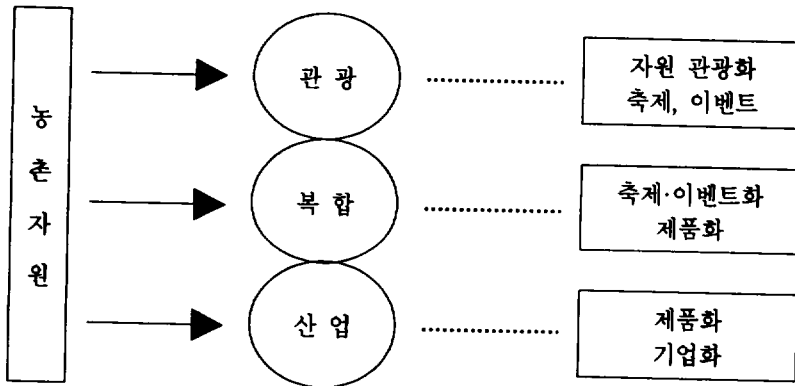 농촌자원
관 광
자원 관광화
축제, 이벤트
복 합
축제·이벤트화
제품화
산 업
제품화
기업화